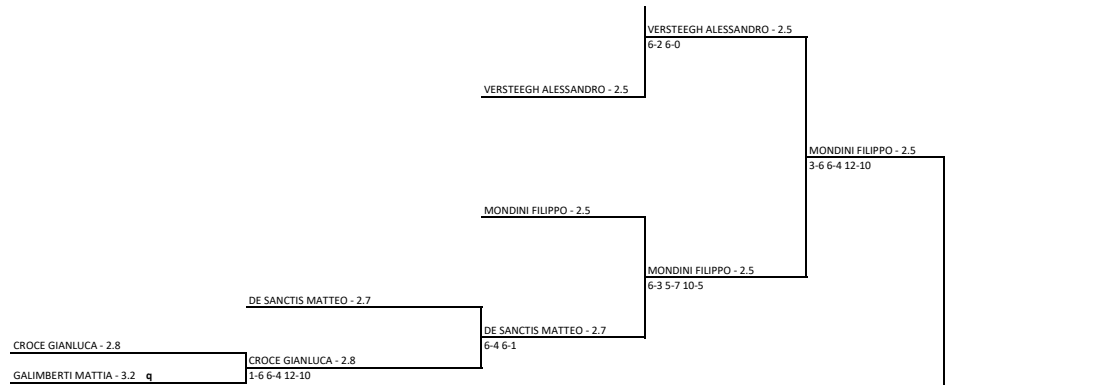 VERSTEEGH ALESSANDRO - 2.5
6-2 6-0
VERSTEEGH ALESSANDRO - 2.5
MONDINI FILIPPO - 2.5
3-6 6-4 12-10
MONDINI FILIPPO - 2.5
MONDINI FILIPPO - 2.5
6-3 5-7 10-5
DE SANCTIS MATTEO - 2.7
DE SANCTIS MATTEO - 2.7
6-4 6-1
CROCE GIANLUCA - 2.8
CROCE GIANLUCA - 2.8
1-6 6-4 12-10
GALIMBERTI MATTIA - 3.2 q